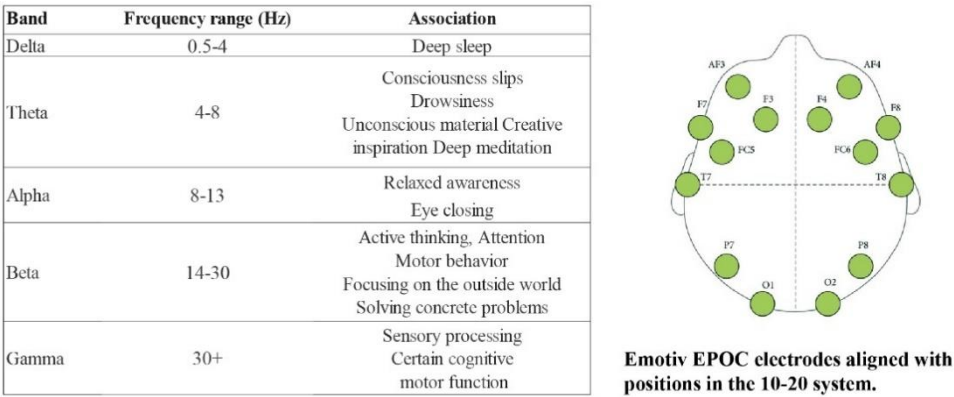 Band Frequency range (Hz) Association
Delta 0.5-4 Deep sleep
Consciousness slips
Drowsiness
Theta 4-8
Unconscious material Creative
inspiration Deep meditation
Relaxed awareness
Alpha 8-13
Eye closing
Active thinking, Attention
Motor behavior
Beta 14-30
Focusing on the outside world
Solving concrete problems
Sensory processing
Gamma 30+ Certain cognitive
motor function
AF3 AF4
F7 F3 F4 F8
FC5 FC6
T7 T8
P7 P8
O1 O2
Emotiv EPOC electrodes aligned with
positions in the 10-20 system.